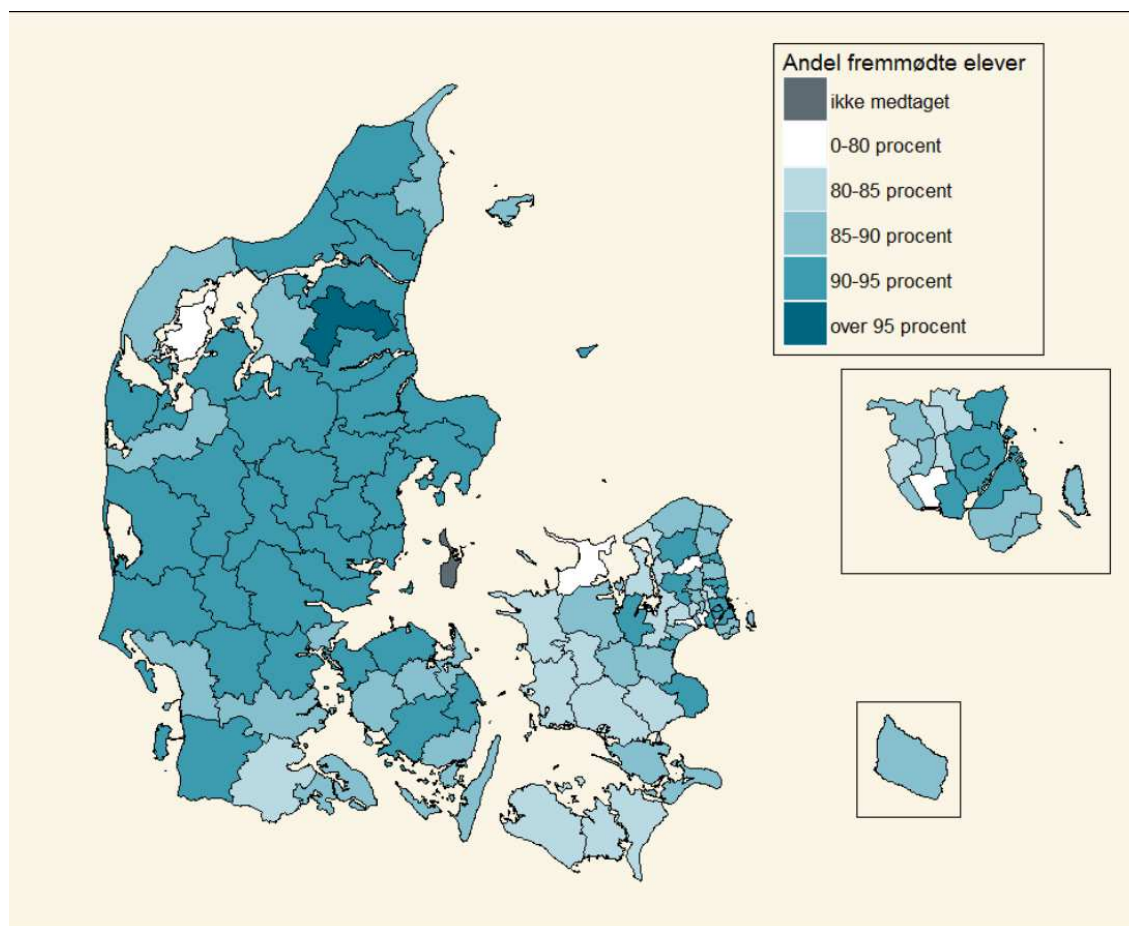 Andel fremmødte elever
ikke medtaget
0-80 procent
80-85 procent
85-90 procent
90-95 procent
over 95 procent